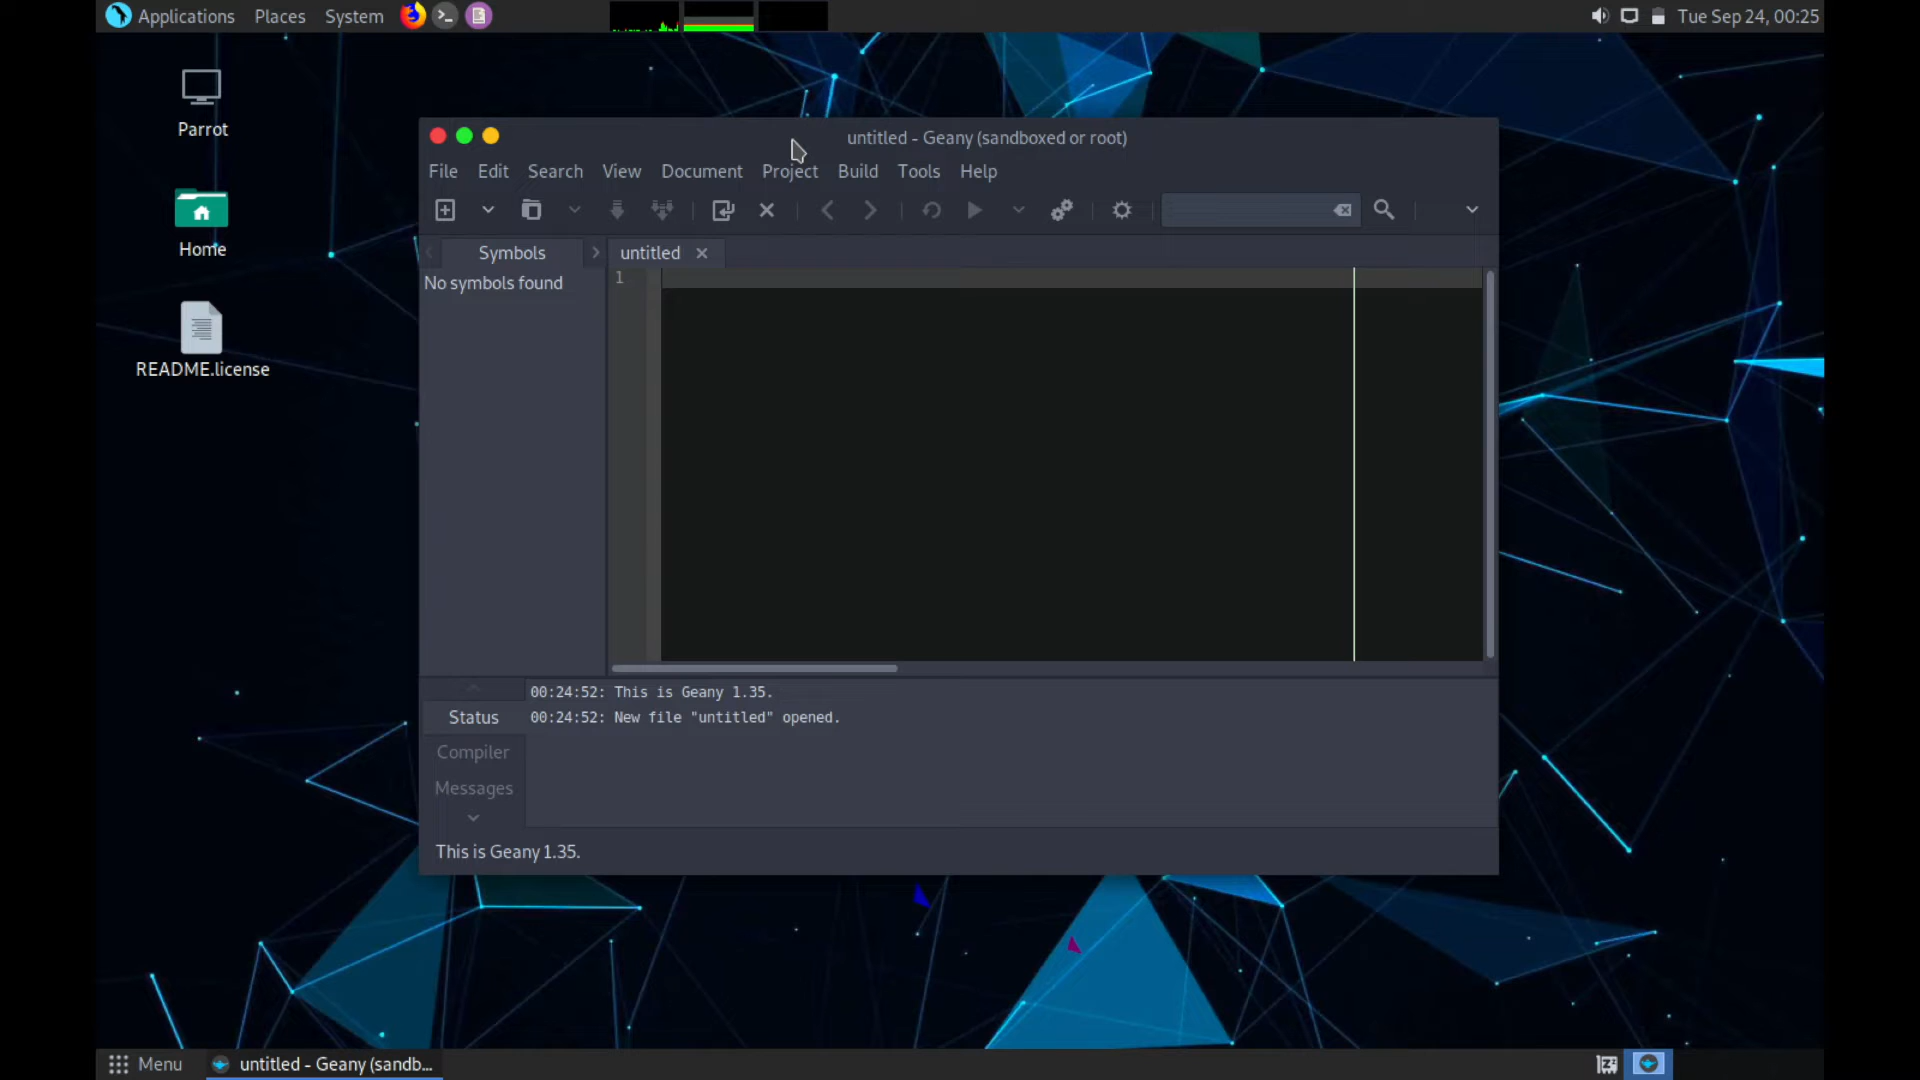 Applications Places System
Tue Sep 24, 00:25
Parrot
Home
README.license
untitled - Geany (sandboxed or root)
File Edit Search View Document Project Build Tools Help
Symbols
untitled
No symbols found
1
Status
Compiler
Messages
00:24:52: This is Geany 1.35.
00:24:52: New file "untitled" opened.
This is Geany 1.35.
Menu
untitled - Geany (sandb...